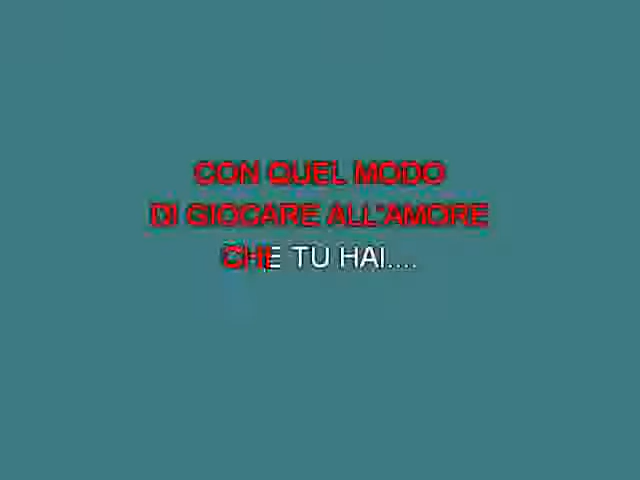 CON QUEL MODO
DI GIOCARE ALL'AMORE
CHE TU HAI....